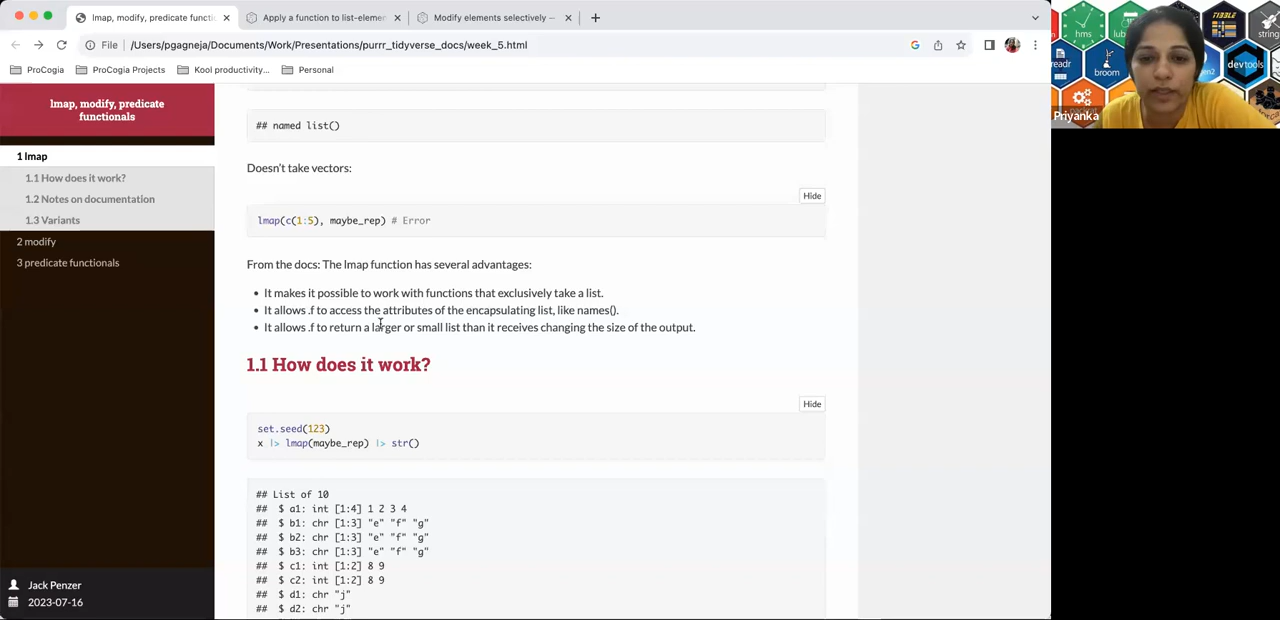 lmap, modify, predicate functi
Apply a function to list-elemen
Modify elements selectively —
File
/Users/pgagneja/Documents/Work/Presentations/purrr_tidyverse_docs/week_5.html
ProCogia
ProCogia Projects
Kool productivity...
Personal
lmap, modify, predicate
functionals
1 lmap
1.1 How does it work?
1.2 Notes on documentation
1.3 Variants
2 modify
3 predicate functionals
Jack Penzer
2023-07-16
## named list()
Doesn't take vectors:
Hide
lmap(c(1:5), maybe_rep) # Error
From the docs: The lmap function has several advantages:
• It makes it possible to work with functions that exclusively take a list.
• It allows .f to access the attributes of the encapsulating list, like names().
• It allows .f to return a larger or small list than it receives changing the size of the output.
1.1 How does it work?
Hide
set.seed(123)
x |> lmap(maybe_rep) |> str()
## List of 10
## $ a1: int [1:4] 1 2 3 4
## $ b1: chr [1:3] "e" "f" "g"
## $ b2: chr [1:3] "e" "f" "g"
## $ b3: chr [1:3] "e" "f" "g"
## $ c1: int [1:2] 8 9
## $ c2: int [1:2] 8 9
## $ d1: chr "j"
## $ d2: chr "j"
hms
lub
TIBBLE
string
readr
broom
devtools
Priyanka